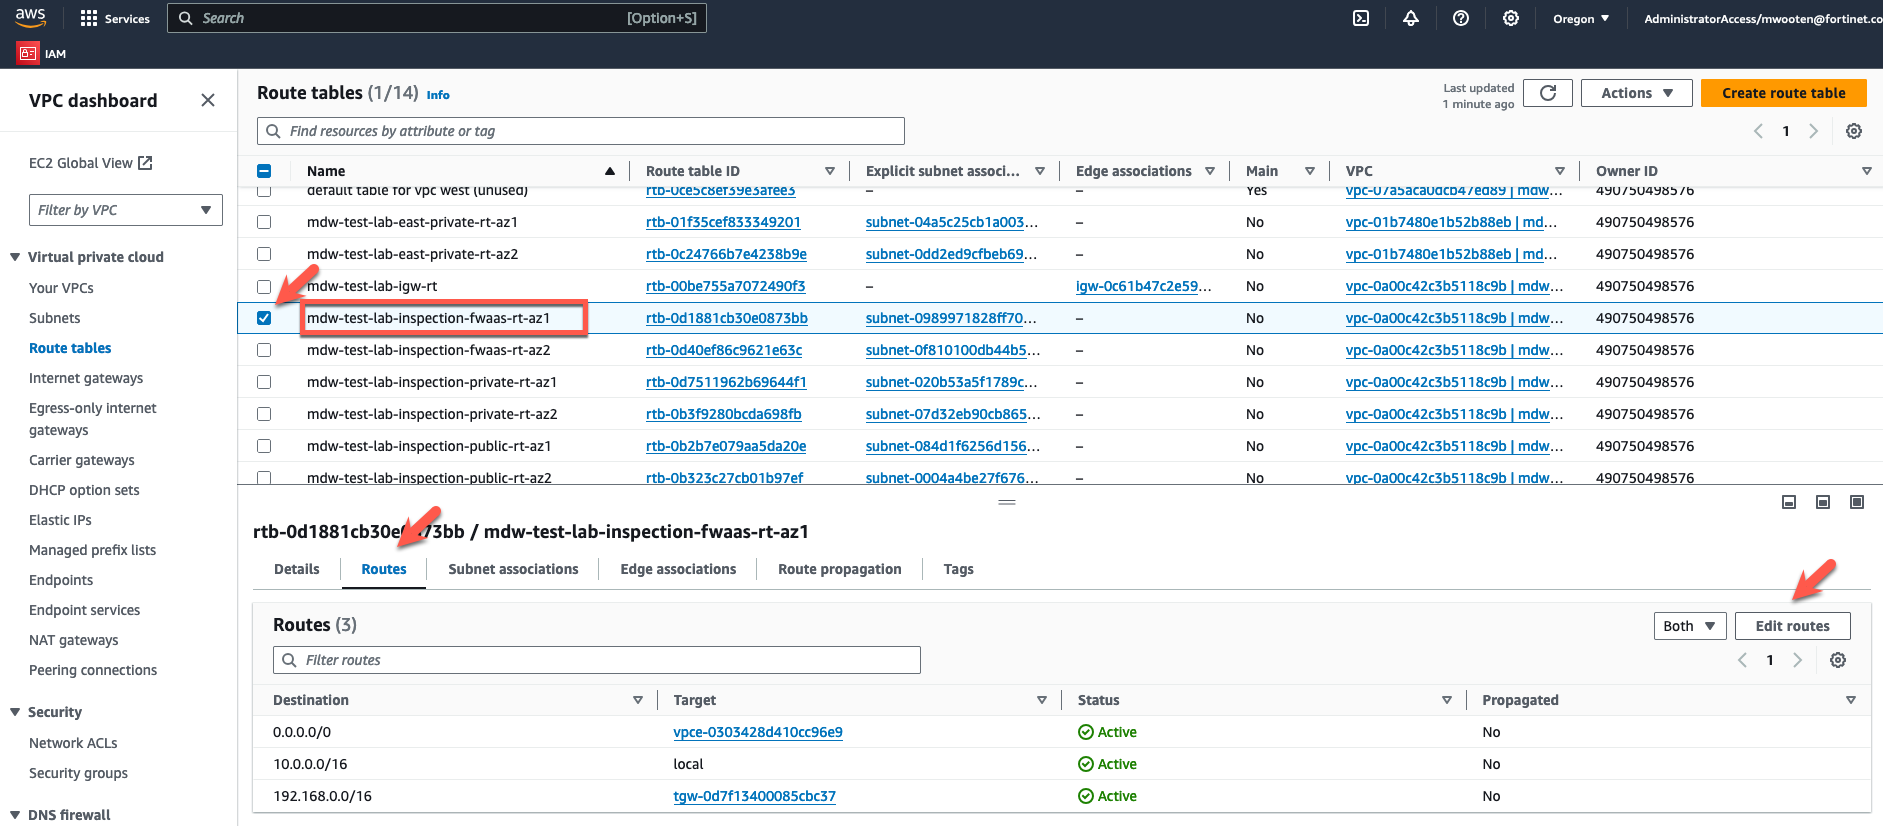 aws
Services
Search
[Option+S]
Oregon
AdministratorAccess/mwooten@fortinet.co
IAM
VPC dashboard
EC2 Global View
Filter by VPC
Virtual private cloud
Your VPCs
Subnets
Route tables
Internet gateways
Egress-only internet
gateways
Carrier gateways
DHCP option sets
Elastic IPs
Managed prefix lists
Endpoints
Endpoint services
NAT gateways
Peering connections
Security
Network ACLs
Security groups
DNS firewall
Route tables (1/14) Info
Last updated
1 minute ago
Actions
Create route table
Find resources by attribute or tag
1
Name Route table ID Explicit subnet associ... Edge associations Main VPC Owner ID
default table for vpc west (unused) rtb-0ce5c8ef39e3afee3 – – Yes vpc-07a5aca0dcb47ed89 | mdw... 490750498576
mdw-test-lab-east-private-rt-az1 rtb-01f35cef833349201 subnet-04a5c25cb1a003... – No vpc-01b7480e1b52b88eb | md... 490750498576
mdw-test-lab-east-private-rt-az2 rtb-0c24766b7e4238b9e subnet-0dd2ed9cfbeb69... – No vpc-01b7480e1b52b88eb | md... 490750498576
mdw-test-lab-igw-rt rtb-00be755a7072490f3 – igw-0c61b47c2e59... No vpc-0a00c42c3b5118c9b | mdw... 490750498576
mdw-test-lab-inspection-fwaas-rt-az1 rtb-0d1881cb30e0873bb subnet-0989971828ff70... – No vpc-0a00c42c3b5118c9b | mdw... 490750498576
mdw-test-lab-inspection-fwaas-rt-az2 rtb-0d40ef86c9621e63c subnet-0f810100db44b5... – No vpc-0a00c42c3b5118c9b | mdw... 490750498576
mdw-test-lab-inspection-private-rt-az1 rtb-0d7511962b69644f1 subnet-020b53a5f1789c... – No vpc-0a00c42c3b5118c9b | mdw... 490750498576
mdw-test-lab-inspection-private-rt-az2 rtb-0b3f9280bcda698fb subnet-07d32eb90cb865... – No vpc-0a00c42c3b5118c9b | mdw... 490750498576
mdw-test-lab-inspection-public-rt-az1 rtb-0b2b7e079aa5da20e subnet-084d1f6256d156... – No vpc-0a00c42c3b5118c9b | mdw... 490750498576
mdw-test-lab-inspection-public-rt-az2 rtb-0b323c27cb01b97ef subnet-0004a4be27f676... – No vpc-0a00c42c3b5118c9b | mdw... 490750498576
rtb-0d1881cb30e0873bb / mdw-test-lab-inspection-fwaas-rt-az1
Details Routes Subnet associations Edge associations Route propagation Tags
Routes (3)
Both
Edit routes
Filter routes
1
Destination Target Status Propagated
0.0.0.0/0 vpce-0303428d410cc96e9 Active No
10.0.0.0/16 local Active No
192.168.0.0/16 tgw-0d7f13400085cbc37 Active No